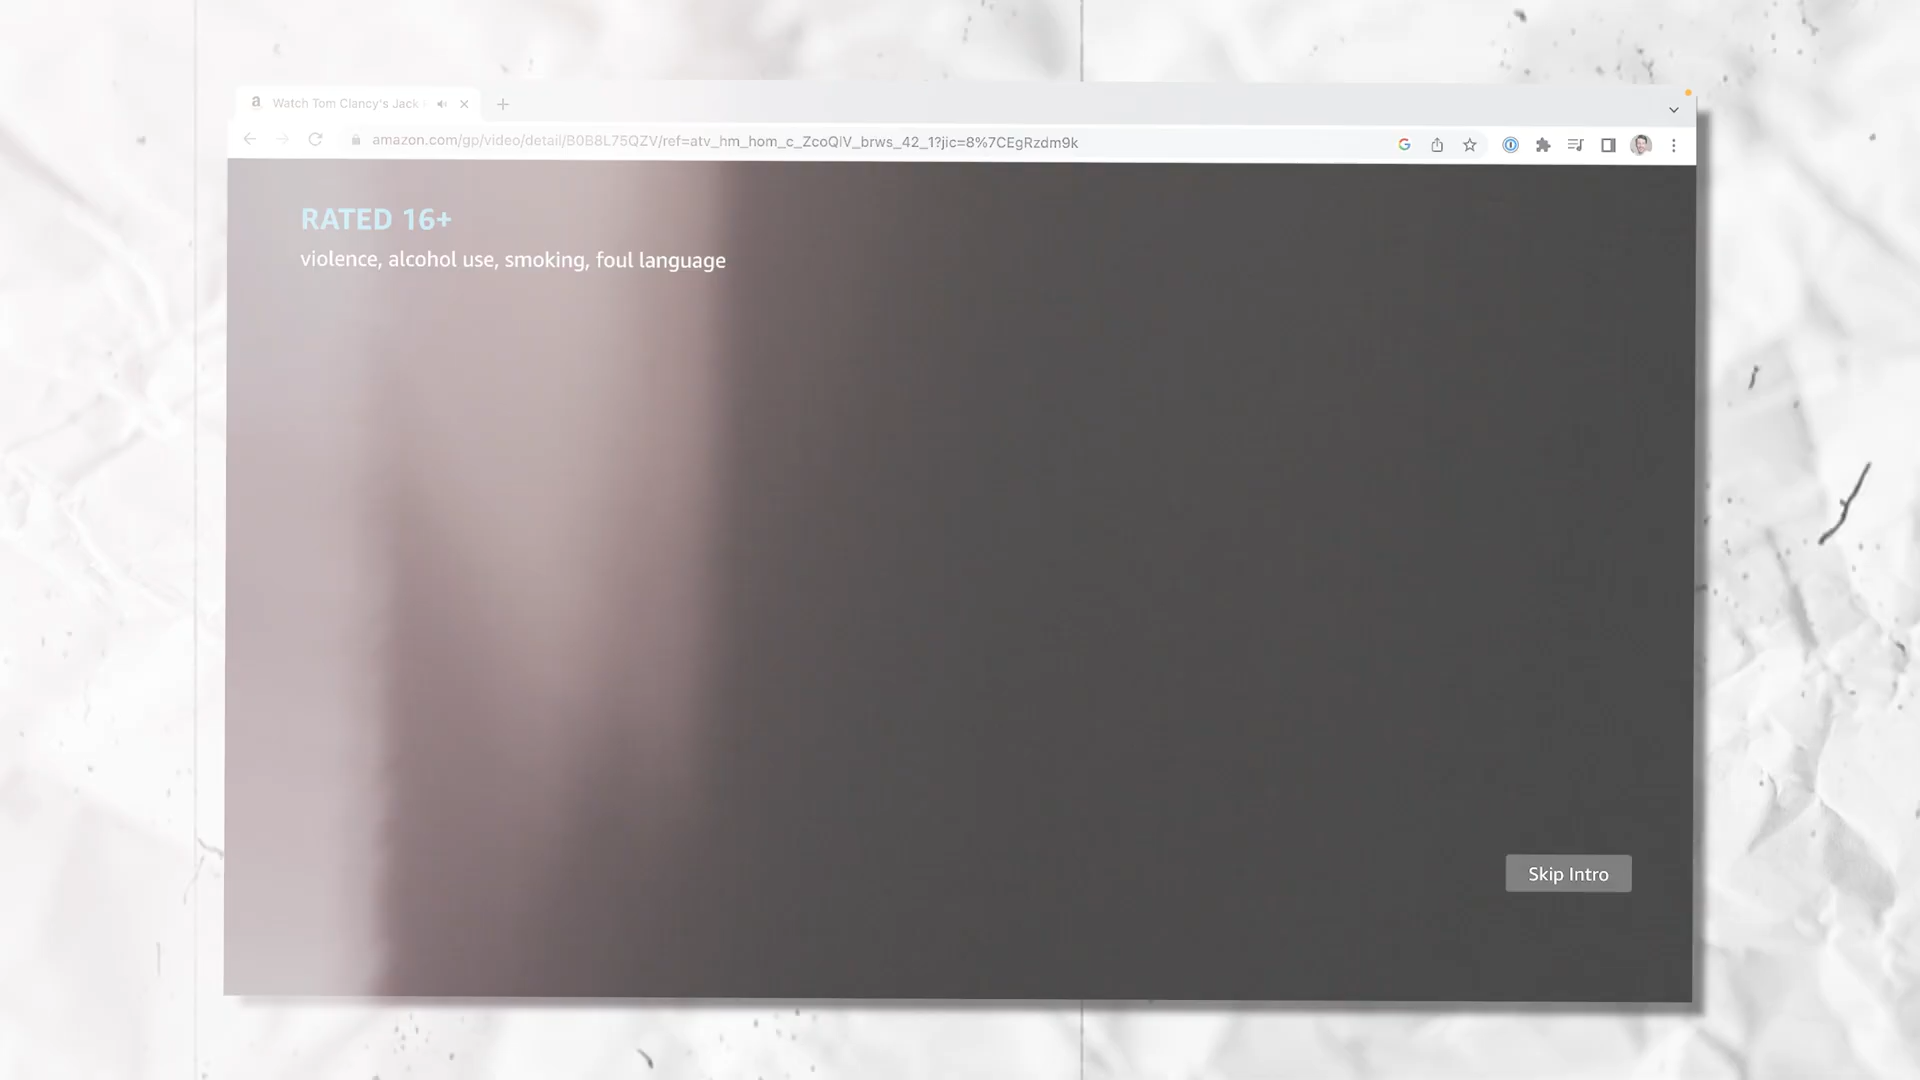 Watch Tom Clancy's Jack
amazon.com/gp/video/detail/B0B8L75QZV/ref=atv_hm_hom_c_ZcoQIV_brws_42_1?jic=8%7CEgRzdm9k
RATED 16+
violence, alcohol use, smoking, foul language
Skip Intro